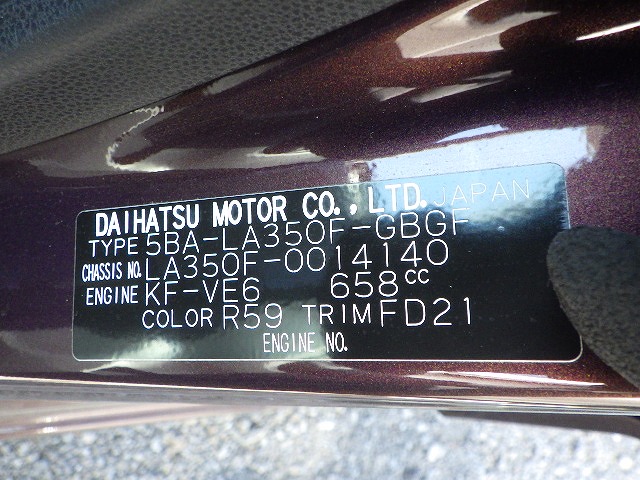 DAIHATSU MOTOR CO., LTD. JAPAN
TYPE 5BA-LA350F-GBGF
CHASSIS NO. LA350F-0014140
ENGINE KF-VE6 658cc
COLOR R59 TRIM FD21
ENGINE NO.